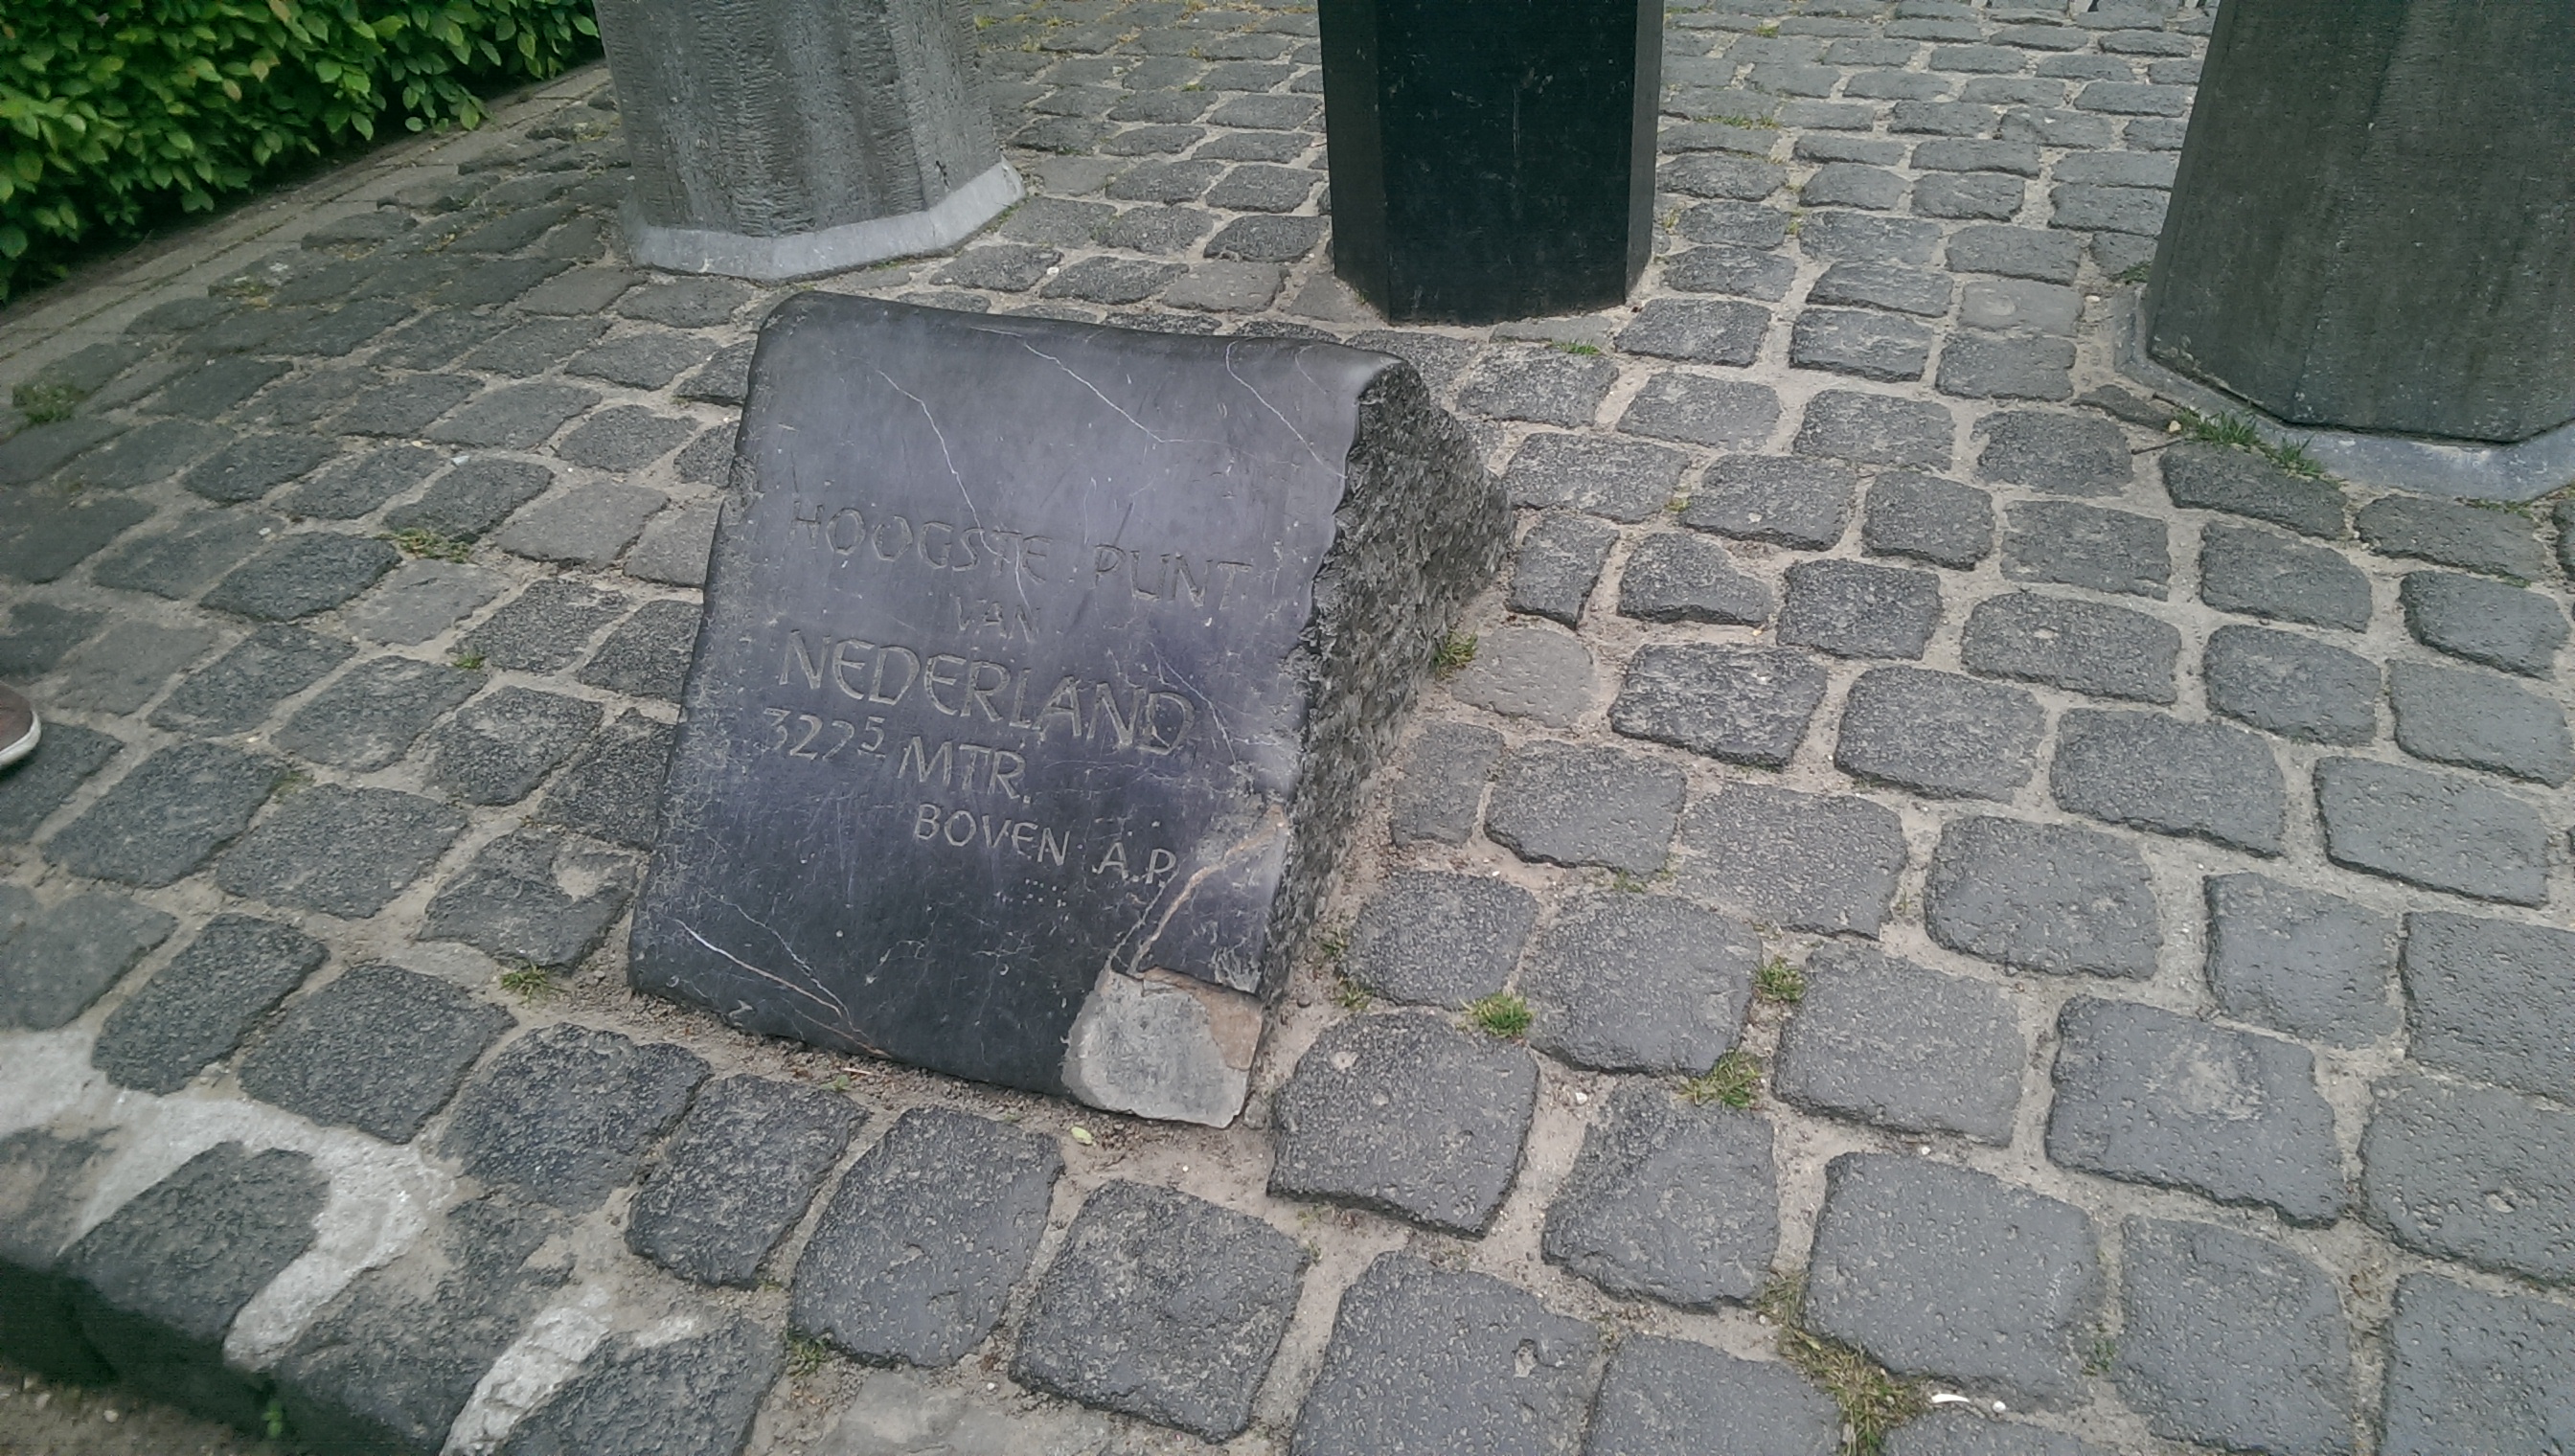 HOOGSTE PUNT
VAN
NEDERLAND
322⁵ MTR.
BOVEN A.P.